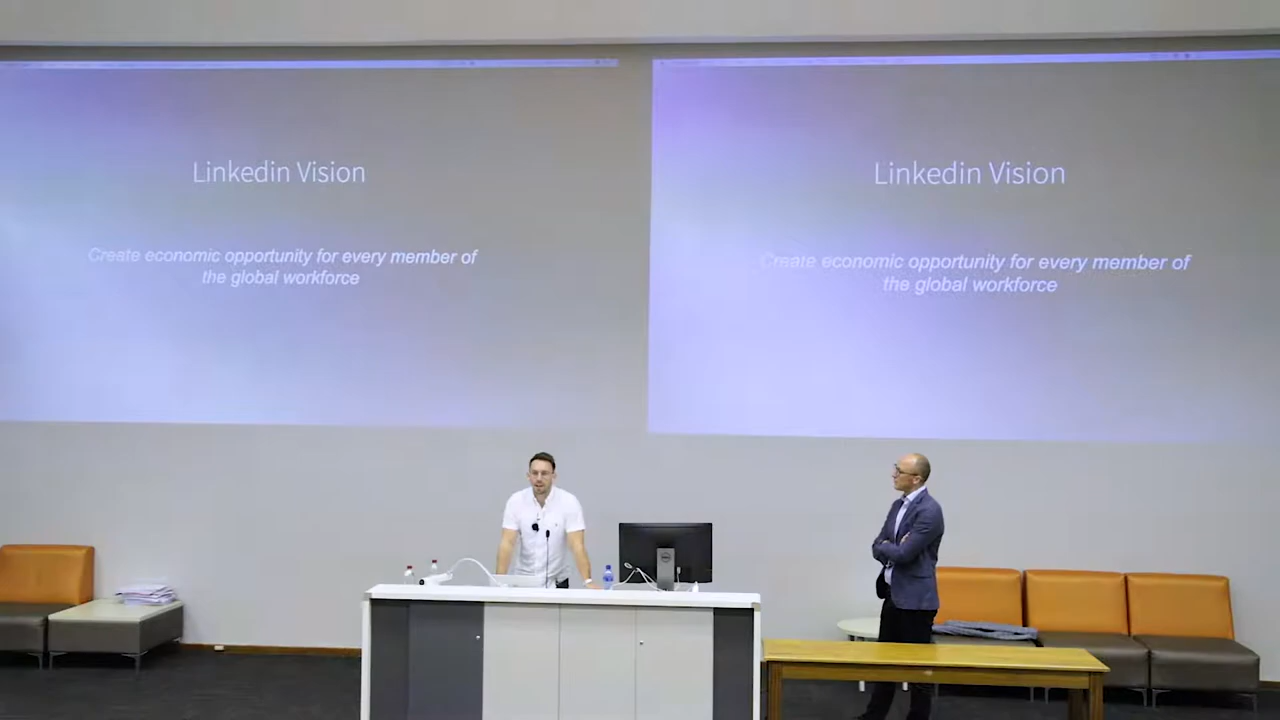 Linkedin Vision
Create economic opportunity for every member of
the global workforce
Linkedin Vision
Create economic opportunity for every member of
the global workforce